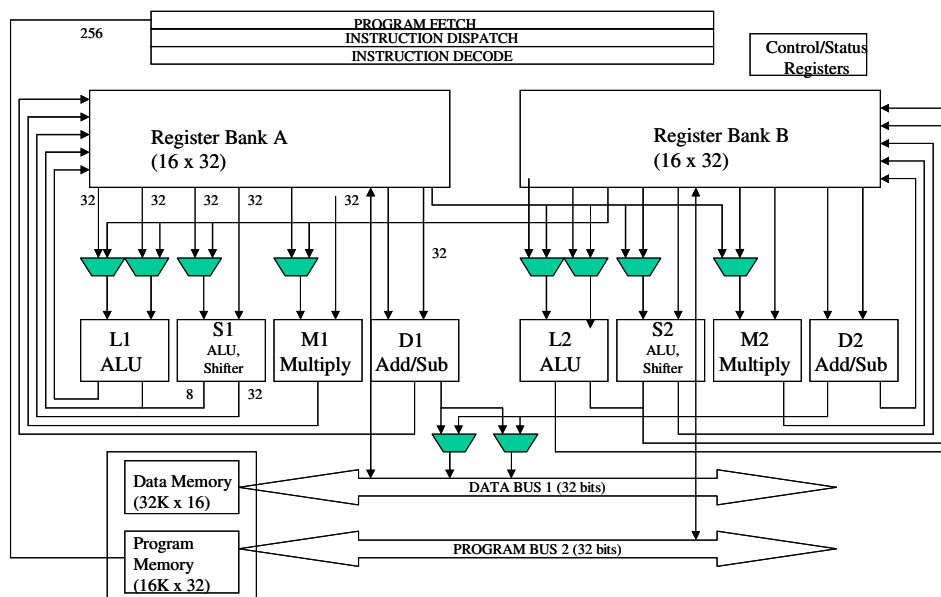 PROGRAM FETCH
256
INSTRUCTION DISPATCH
INSTRUCTION DECODE
Control/Status
Registers
Register Bank A
(16 x 32)
Register Bank B
(16 x 32)
32
32
32
32
32
32
L1
ALU
S1
ALU,
Shifter
M1
Multiply
D1
Add/Sub
L2
ALU
S2
ALU,
Shifter
M2
Multiply
D2
Add/Sub
8
32
Data Memory
(32K x 16)
DATA BUS 1 (32 bits)
Program
Memory
(16K x 32)
PROGRAM BUS 2 (32 bits)